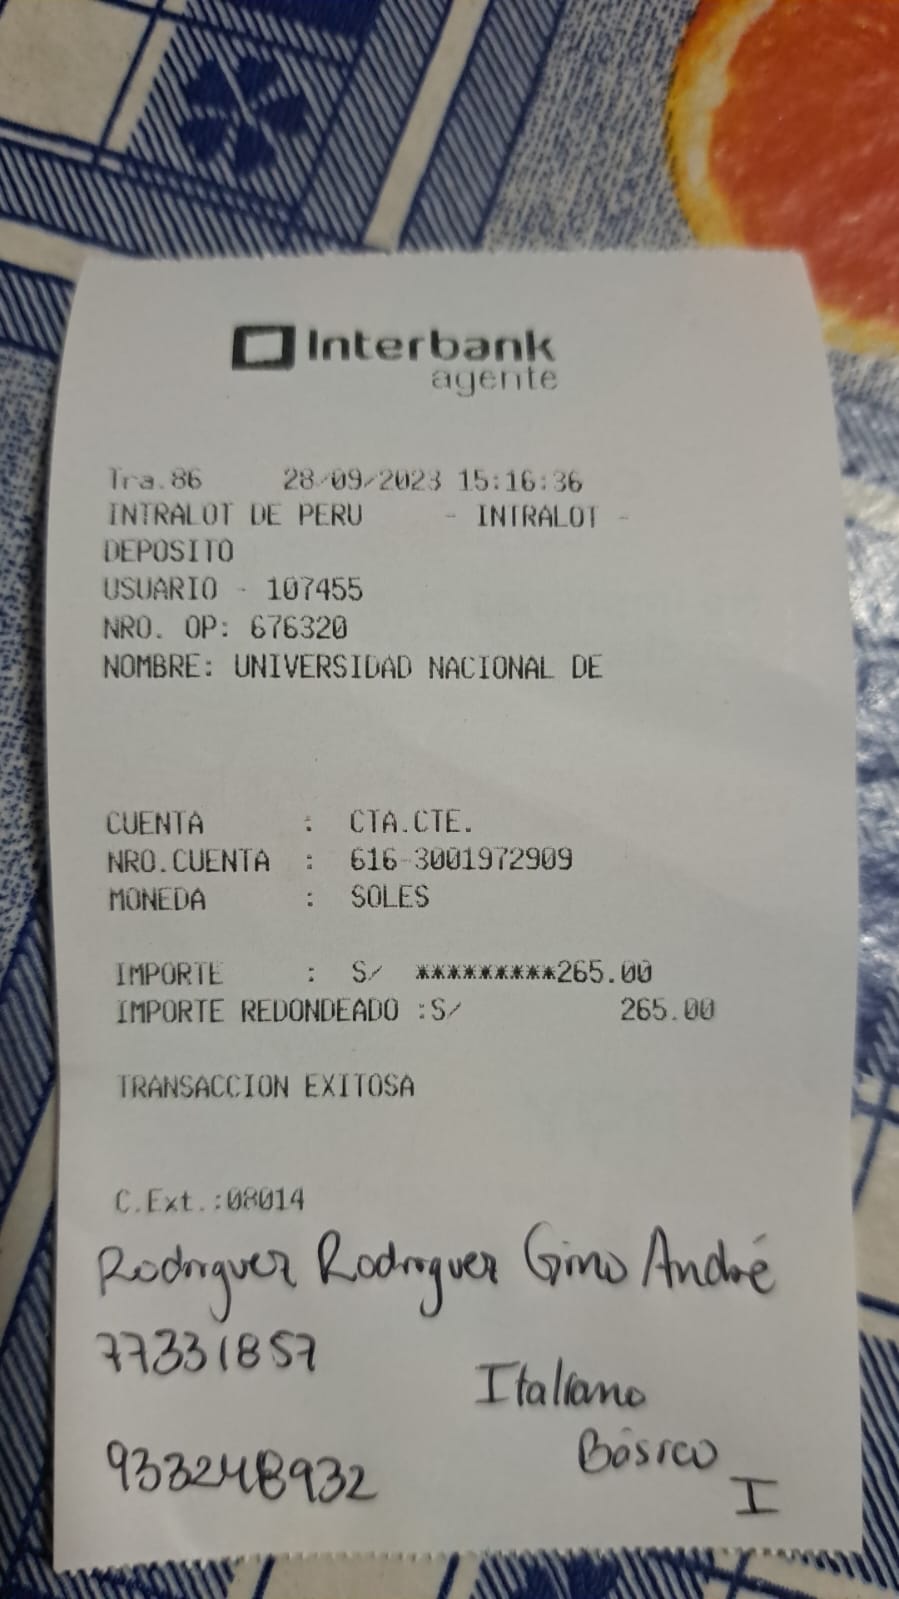 Interbank
agente
Tra.86 28/09/2023 15:16:36
INTRALOT DE PERU - INTRALOT -
DEPOSITO
USUARIO - 107455
NRO. OP: 676320
NOMBRE: UNIVERSIDAD NACIONAL DE
CUENTA : CTA.CTE.
NRO.CUENTA : 616-3001972909
MONEDA : SOLES
IMPORTE : S/ *********265.00
IMPORTE REDONDEADO :S/ 265.00
TRANSACCION EXITOSA
C.Ext.:08014
Rodriguez Rodriguez Gino André
77331857
Italiano
Básico
I
933248932